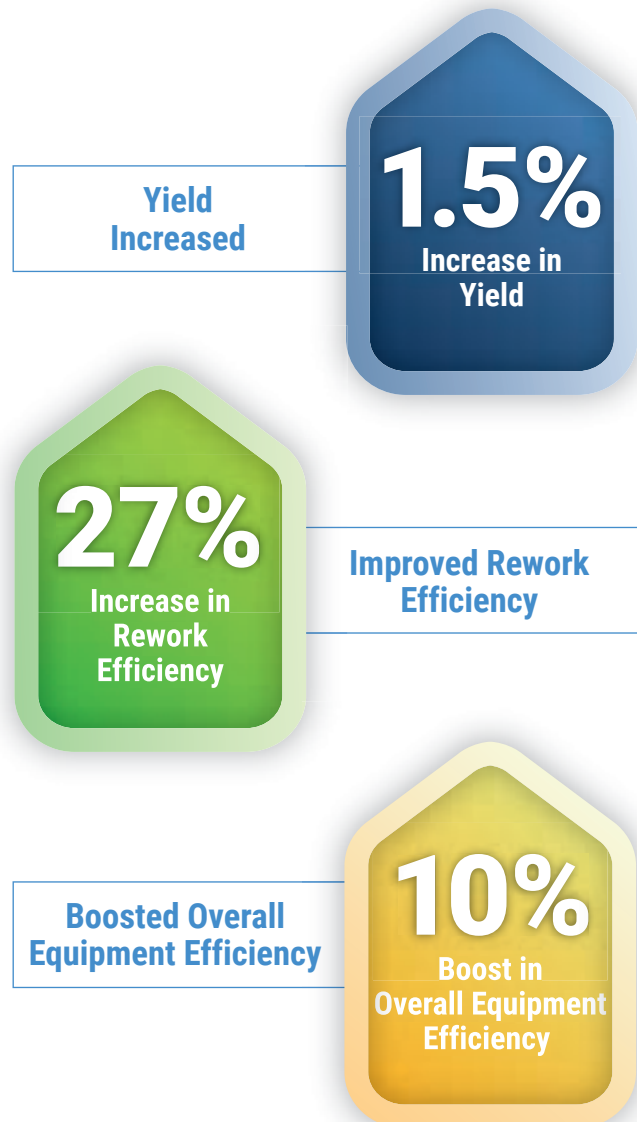 Yield
Increased
1.5%
Increase in
Yield
27%
Increase in
Rework
Efficiency
Improved Rework
Efficiency
Boosted Overall
Equipment Efficiency
10%
Boost in
Overall Equipment
Efficiency